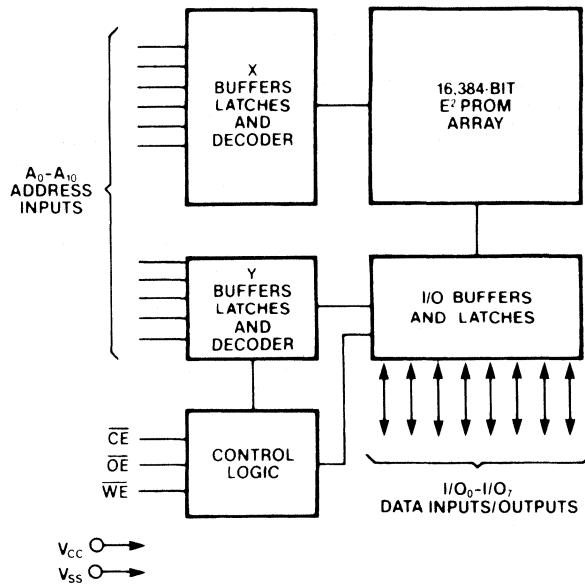 X
BUFFERS
LATCHES
AND
DECODER
16,384-BIT
E² PROM
ARRAY
A₀-A₁₀
ADDRESS
INPUTS
Y
BUFFERS
LATCHES
AND
DECODER
I/O BUFFERS
AND LATCHES
CE
OE
WE
CONTROL
LOGIC
I/O₀-I/O₇
DATA INPUTS/OUTPUTS
VCC
VSS